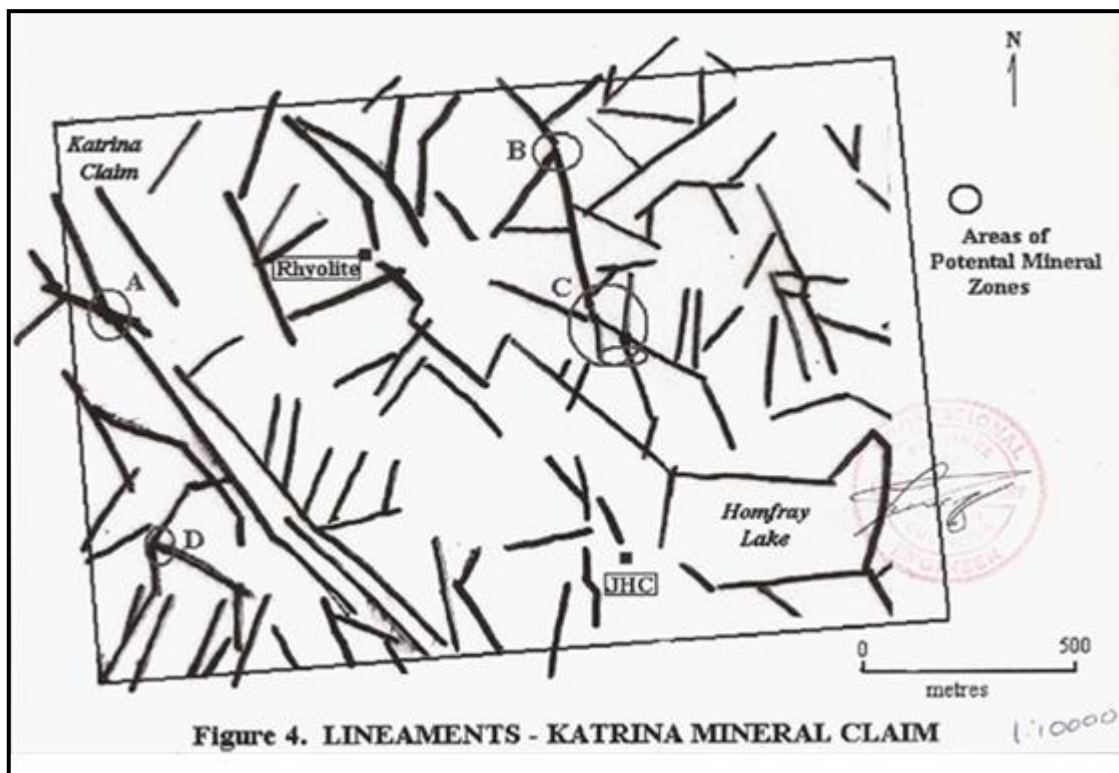 N
Katrina
Claim
B
Areas of
Potental Mineral
Zones
Rhyolite
A
C
D
Homfray
Lake
JHC
0 500
metres
Figure 4. LINEAMENTS - KATRINA MINERAL CLAIM
1:10000